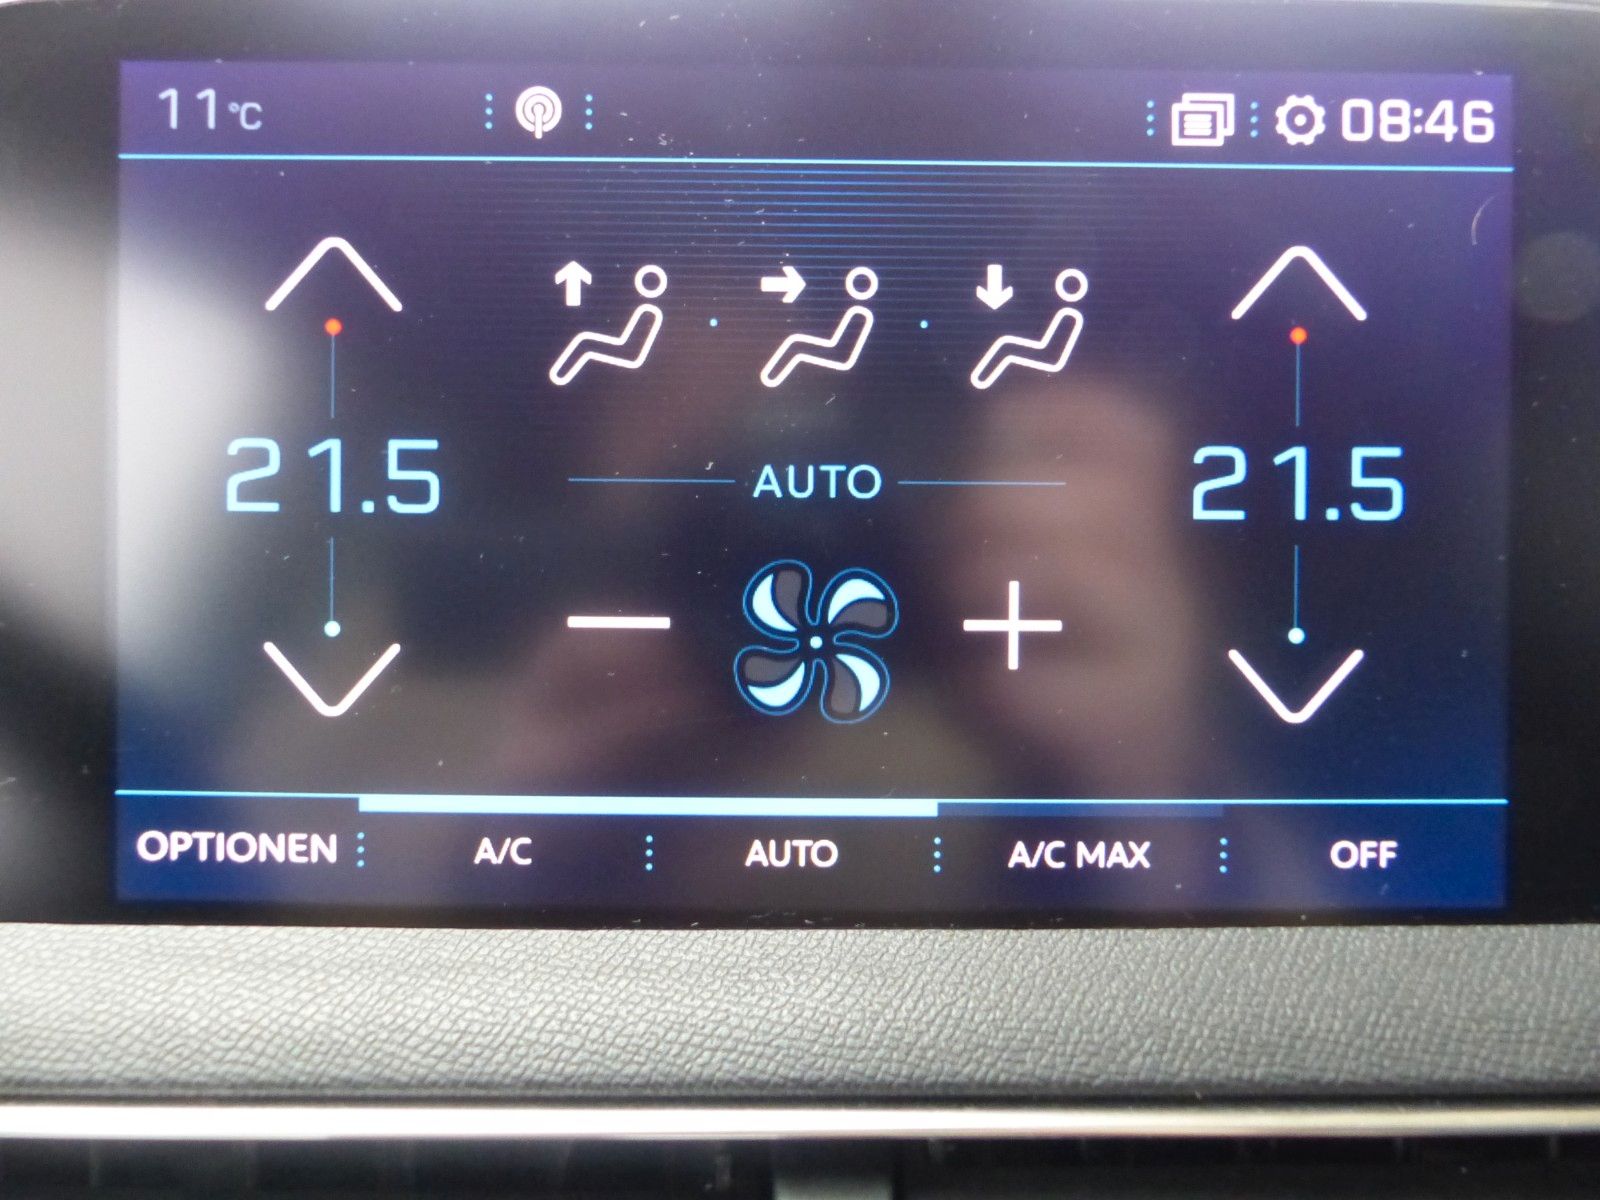 11°C 08:46
21.5 AUTO 21.5
OPTIONEN A/C AUTO A/C MAX OFF